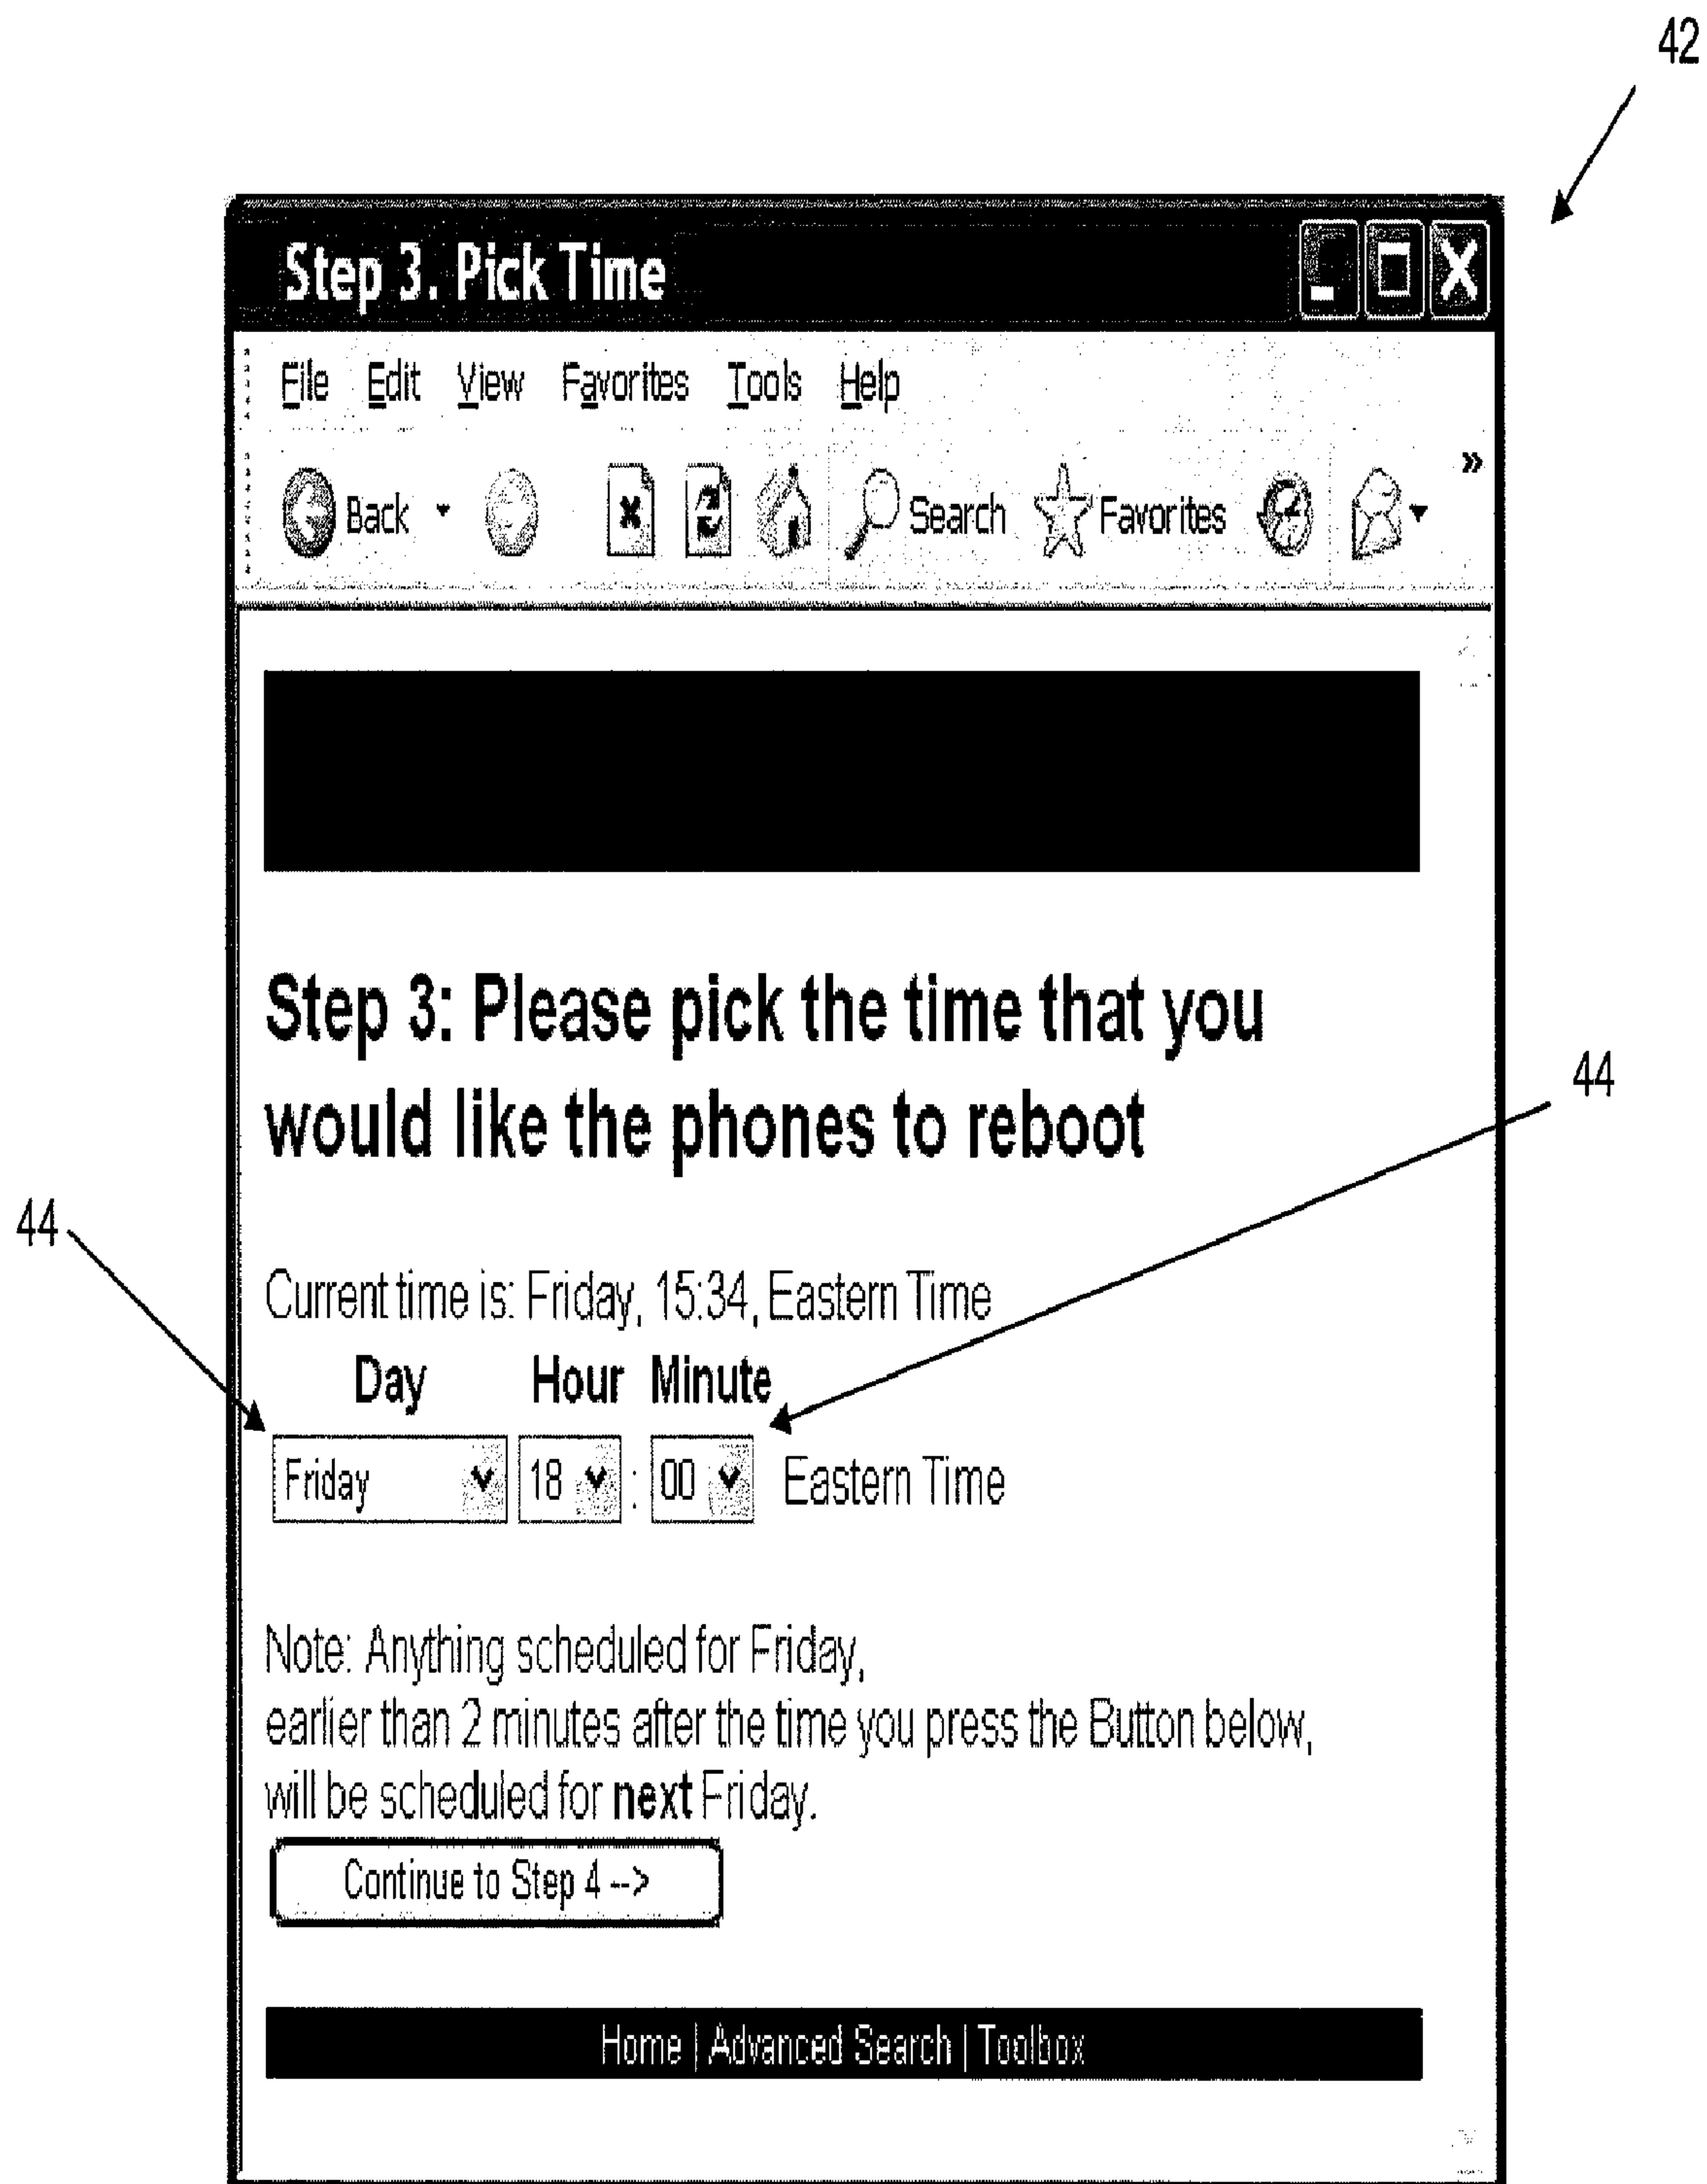 42
Step 3. Pick Time
File Edit View Favorites Tools Help
Back Search Favorites »
Step 3: Please pick the time that you
would like the phones to reboot
44
44
Current time is: Friday, 15:34, Eastern Time
Day Hour Minute
Friday 18 : 00 Eastern Time
Note: Anything scheduled for Friday,
earlier than 2 minutes after the time you press the Button below,
will be scheduled for next Friday.
Continue to Step 4 -->
Home | Advanced Search | Toolbox